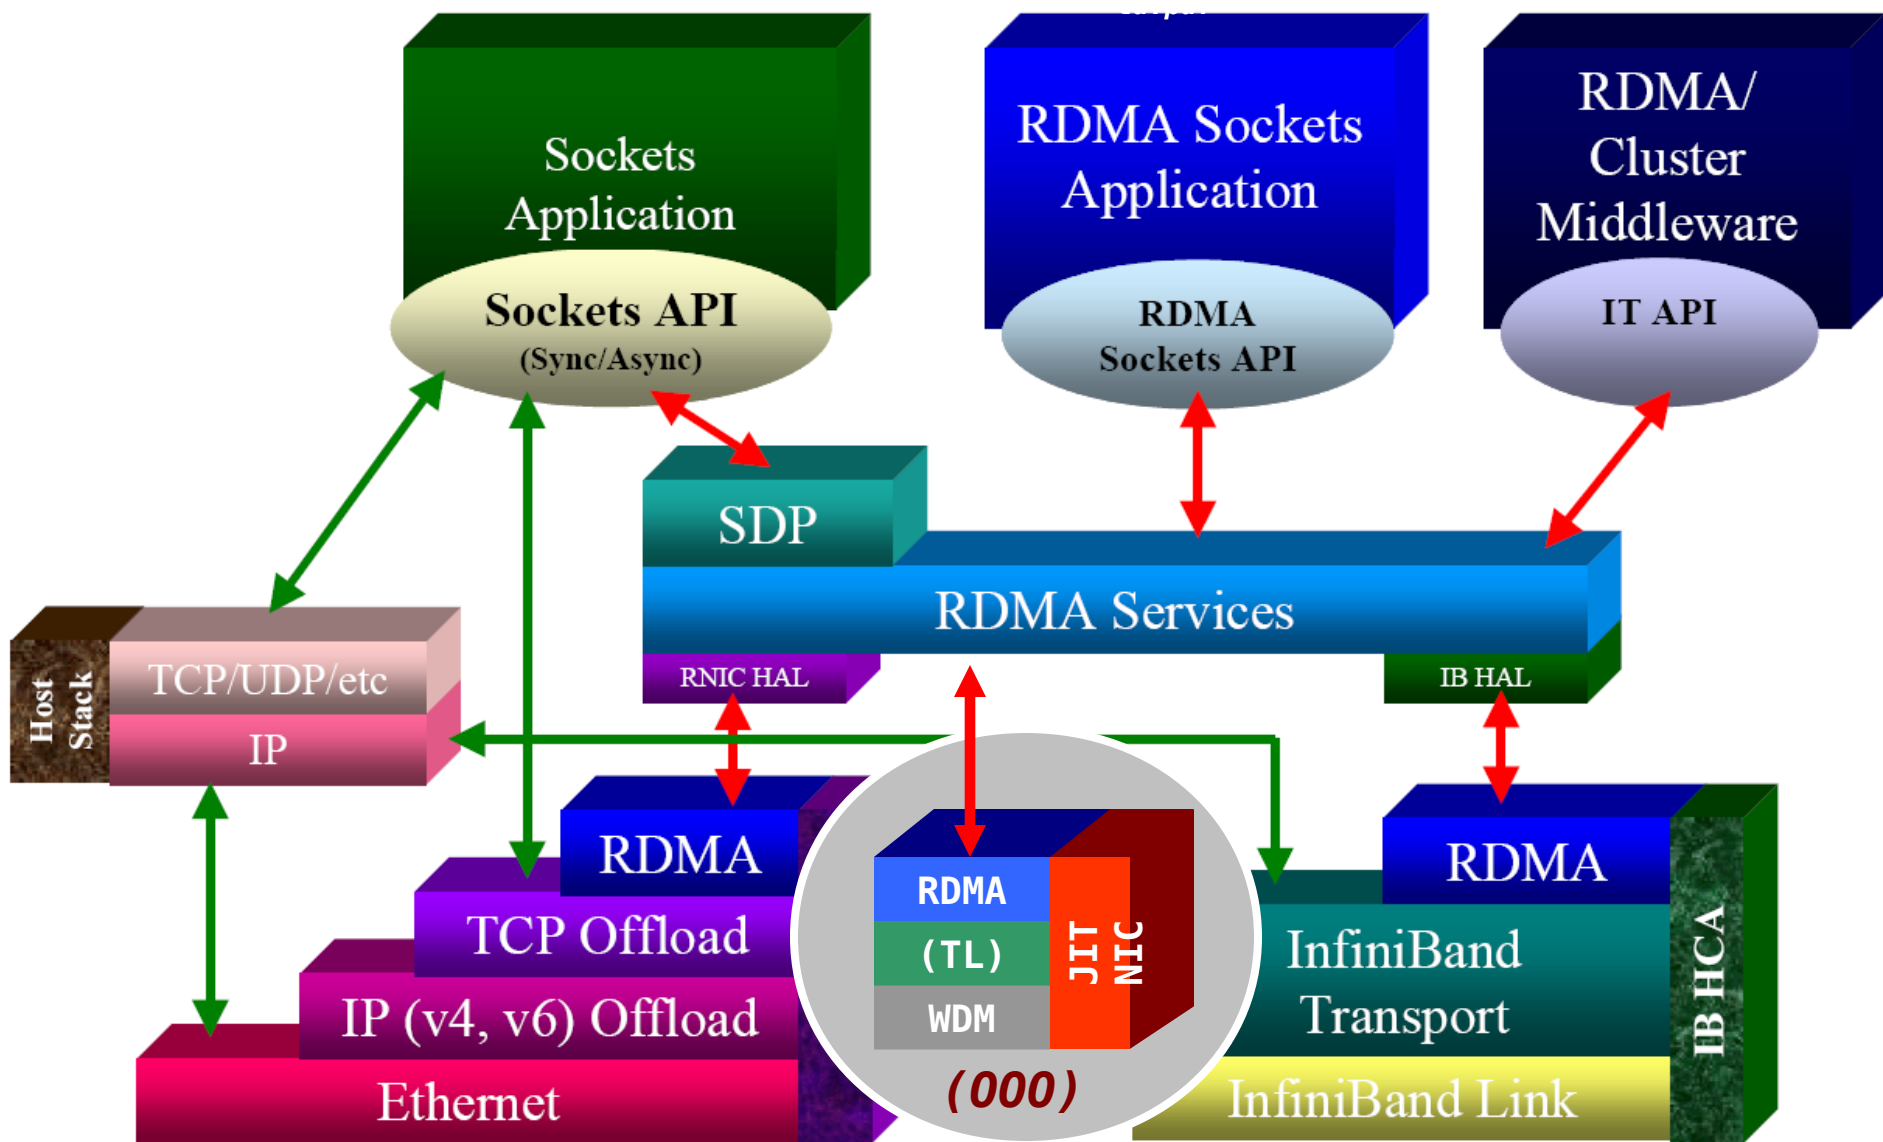 Sockets
Application
Sockets API
(Sync/Async)
RDMA Sockets
Application
RDMA
Sockets API
RDMA/
Cluster
Middleware
IT API
SDP
RDMA Services
RNIC HAL
IB HAL
Host
Stack
TCP/UDP/etc
IP
RDMA
TCP Offload
IP (v4, v6) Offload
Ethernet
RDMA
(TL)
WDM
JIT
NIC
(000)
RDMA
InfiniBand
Transport
InfiniBand Link
IB HCA